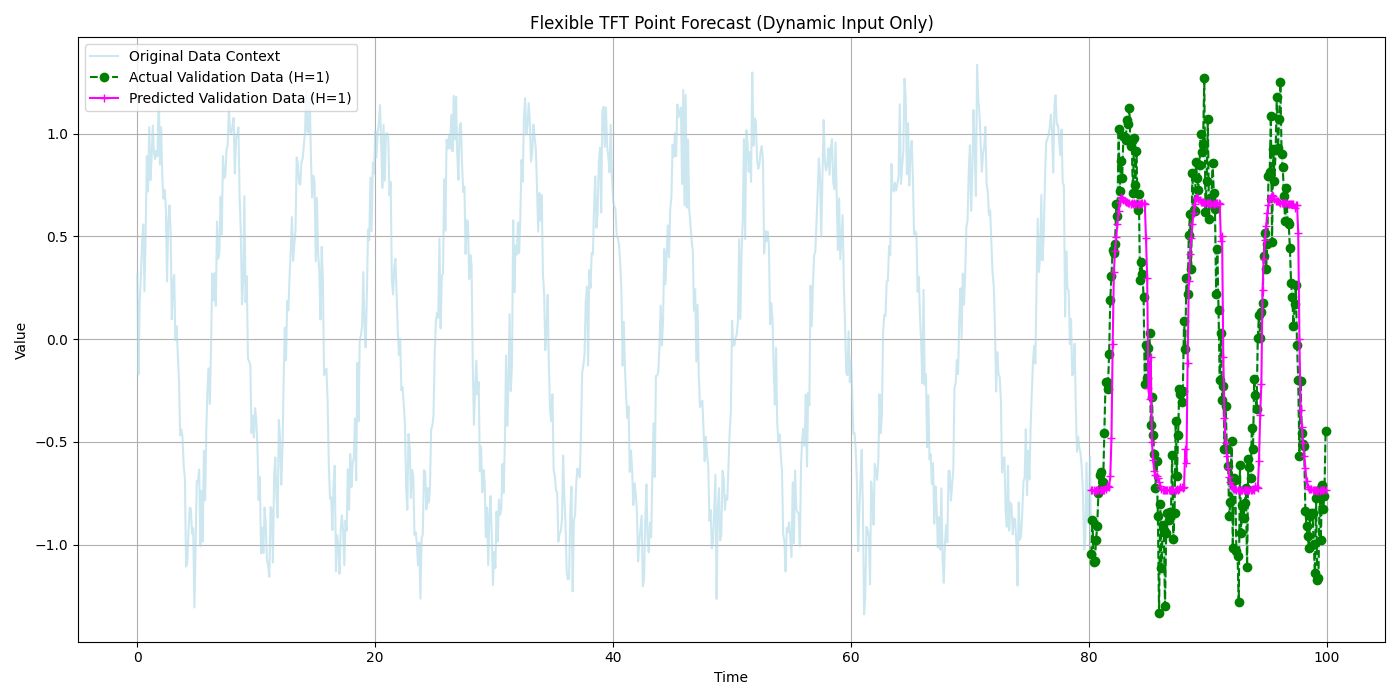 Flexible TFT Point Forecast (Dynamic Input Only)
Original Data Context
Actual Validation Data (H=1)
Predicted Validation Data (H=1)
1.0
0.5
0.0
−0.5
−1.0
Value
0 20 40 60 80 100
Time